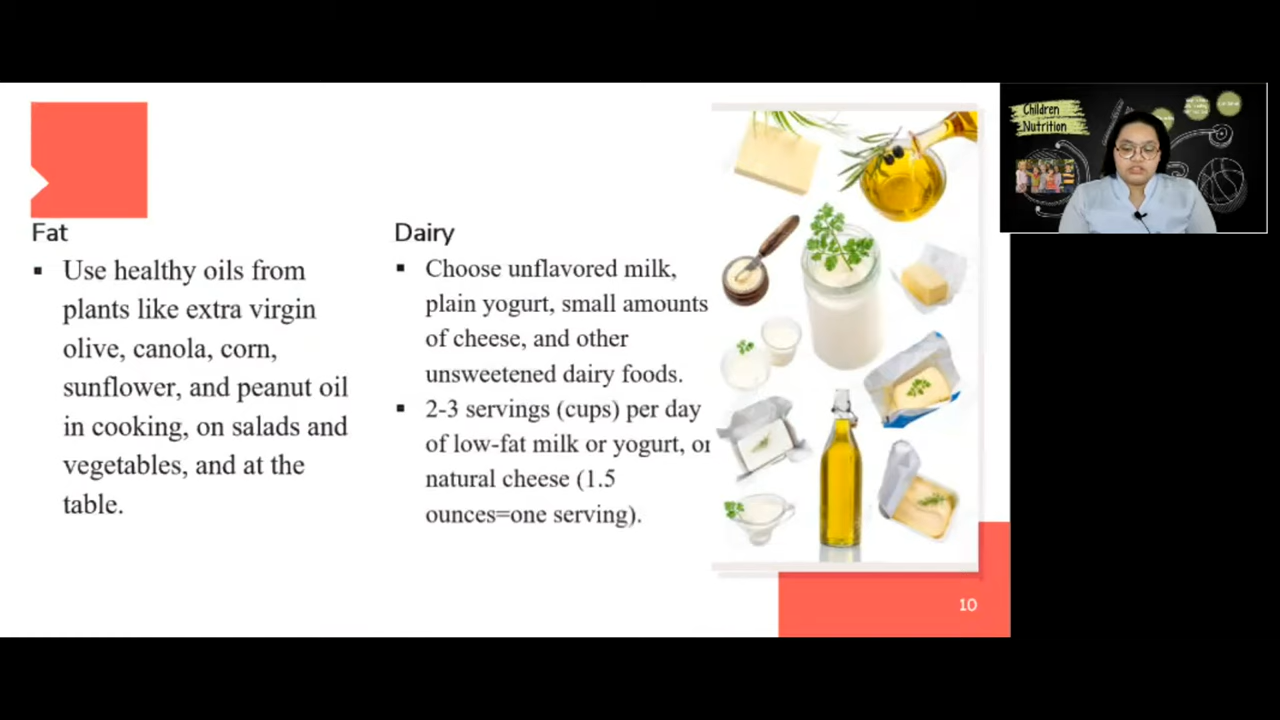 Fat
▪ Use healthy oils from
plants like extra virgin
olive, canola, corn,
sunflower, and peanut oil
in cooking, on salads and
vegetables, and at the
table.
Dairy
▪ Choose unflavored milk,
plain yogurt, small amounts
of cheese, and other
unsweetened dairy foods.
▪ 2-3 servings (cups) per day
of low-fat milk or yogurt, or
natural cheese (1.5
ounces=one serving).
10
Children
Nutrition